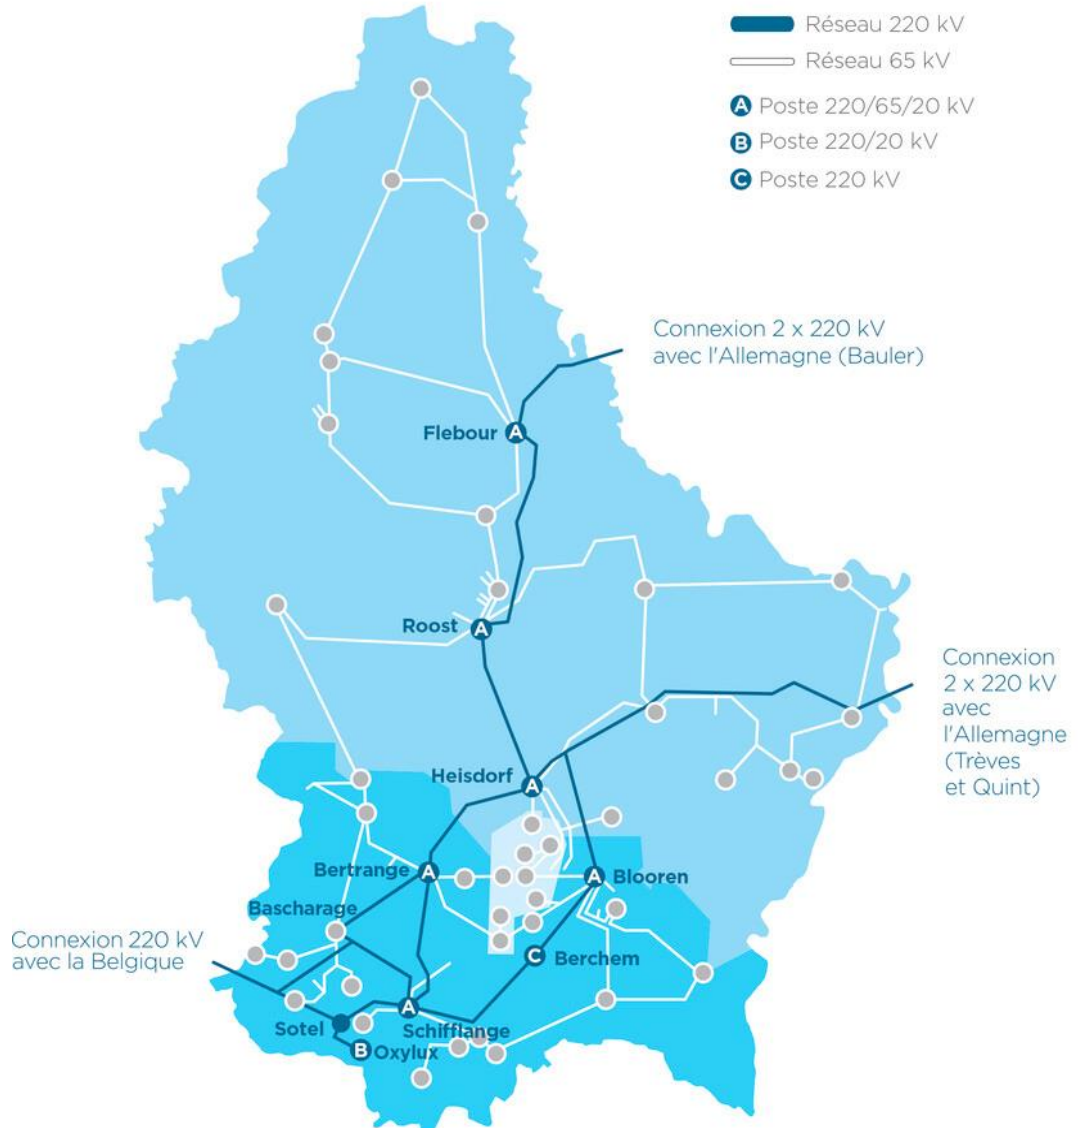 Réseau 220 kV
Réseau 65 kV
A Poste 220/65/20 kV
B Poste 220/20 kV
C Poste 220 kV
Connexion 2 x 220 kV
avec l'Allemagne (Bauler)
Flebour A
Roost A
Connexion
2 x 220 kV
avec
l'Allemagne
(Trèves
et Quint)
Heisdorf A
Bertrange A
A Blooren
Bascharage
Connexion 220 kV
avec la Belgique
C Berchem
A
Schifflange
Sotel
B Oxylux